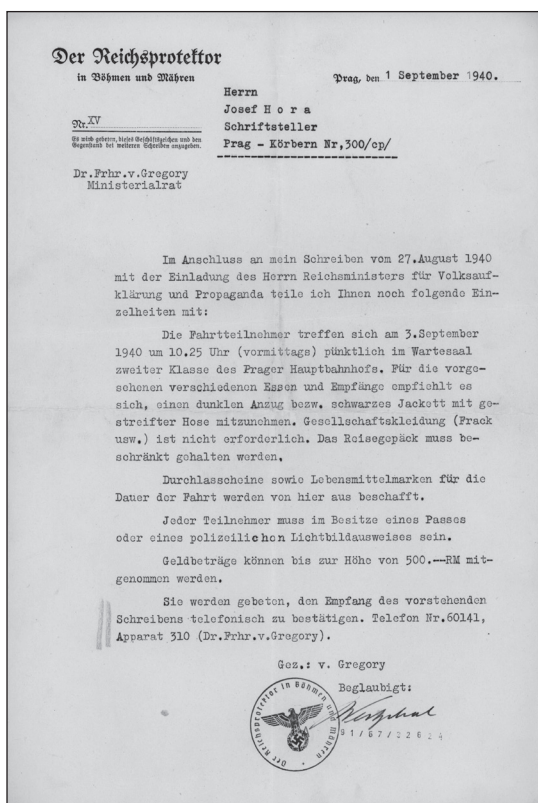 Der Reichsprotektor
in Böhmen und Mähren
Prag, den 1 September 1940.
Nr. XV
Es wird gebeten, dieses Geschäftszeichen und den
Gegenstand bei weiteren Schreiben anzugeben.
Herrn
Josef H o r a
Schriftsteller
Prag - Körbern Nr,300/cp/
Dr.Frhr.v.Gregory
Ministerialrat
Im Anschluss an mein Schreiben vom 27.August 1940
mit der Einladung des Herrn Reichsministers für Volksauf-
klärung und Propaganda teile ich Ihnen noch folgende Ein-
zelheiten mit:
Die Fahrtteilnehmer treffen sich am 3.September
1940 um 10.25 Uhr (vormittags) pünktlich im Wartesaal
zweiter Klasse des Prager Hauptbahnhofs. Für die vorge-
sehenen verschiedenen Essen und Empfänge empfiehlt es
sich, einen dunklen Anzug bezw. schwarzes Jackett mit ge-
streifter Hose mitzunehmen. Gesellschaftskleidung (Frack
usw.) ist nicht erforderlich. Das Reisegepäck muss be-
schränkt gehalten werden.
Durchlasscheine sowie Lebensmittelmarken für die
Dauer der Fahrt werden von hier aus beschafft.
Jeder Teilnehmer muss im Besitze eines Passes
oder eines polizeilichen Lichtbildausweises sein.
Geldbeträge können bis zur Höhe von 500.--RM mit-
genommen werden.
Sie werden gebeten, den Empfang des vorstehenden
Schreibens telefonisch zu bestätigen. Telefon Nr.60141,
Apparat 310 (Dr.Frhr.v.Gregory).
Gez.: v. Gregory
Beglaubigt:
Der Reichsprotektor in Böhmen und Mähren